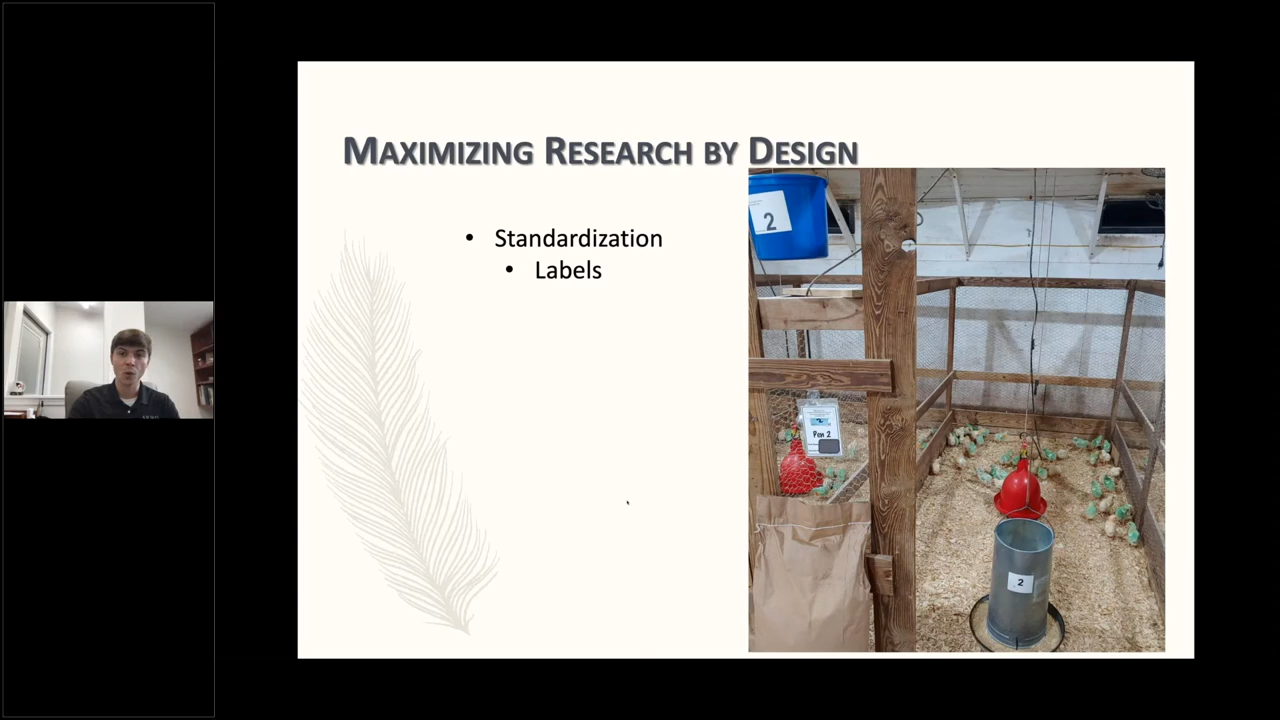 MAXIMIZING RESEARCH BY DESIGN
• Standardization
• Labels
2
Pen 2
2